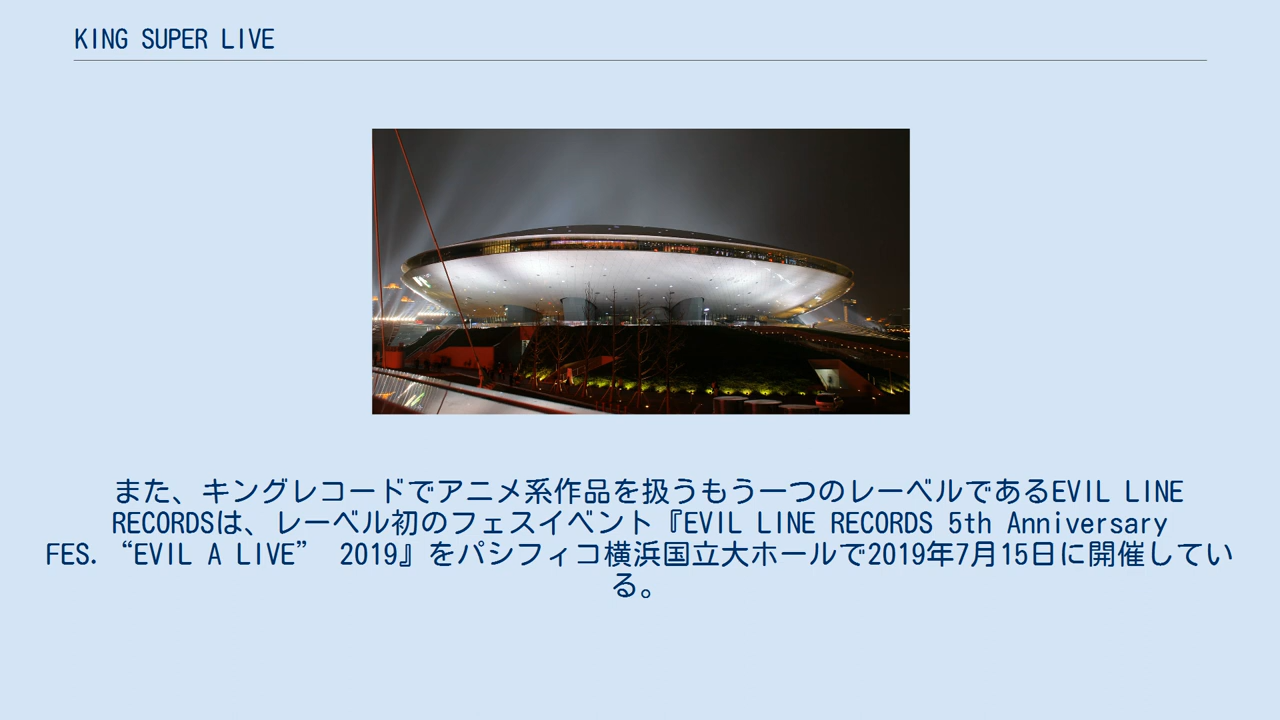 KING SUPER LIVE
また、キングレコードでアニメ系作品を扱うもう一つのレーベルであるEVIL LINE
RECORDSは、レーベル初のフェスイベント『EVIL LINE RECORDS 5th Anniversary
FES. “EVIL A LIVE” 2019』をパシフィコ横浜国立大ホールで2019年7月15日に開催してい
る。